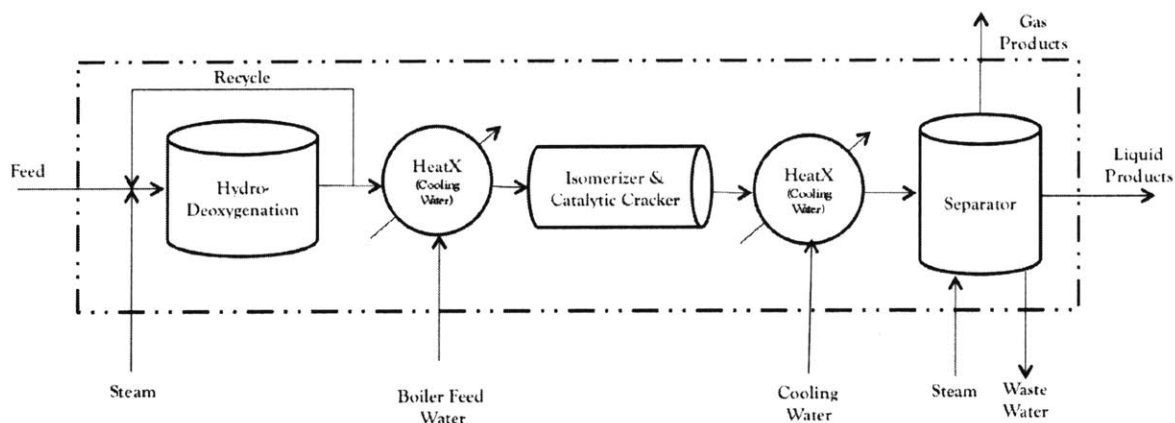 Gas
Products
Recycle
Feed
Hydro-
Deoxygenation
HeatX
(Cooling
Water)
Isomerizer &
Catalytic Cracker
HeatX
(Cooling
Water)
Separator
Liquid
Products
Steam
Boiler Feed
Water
Cooling
Water
Steam
Waste
Water